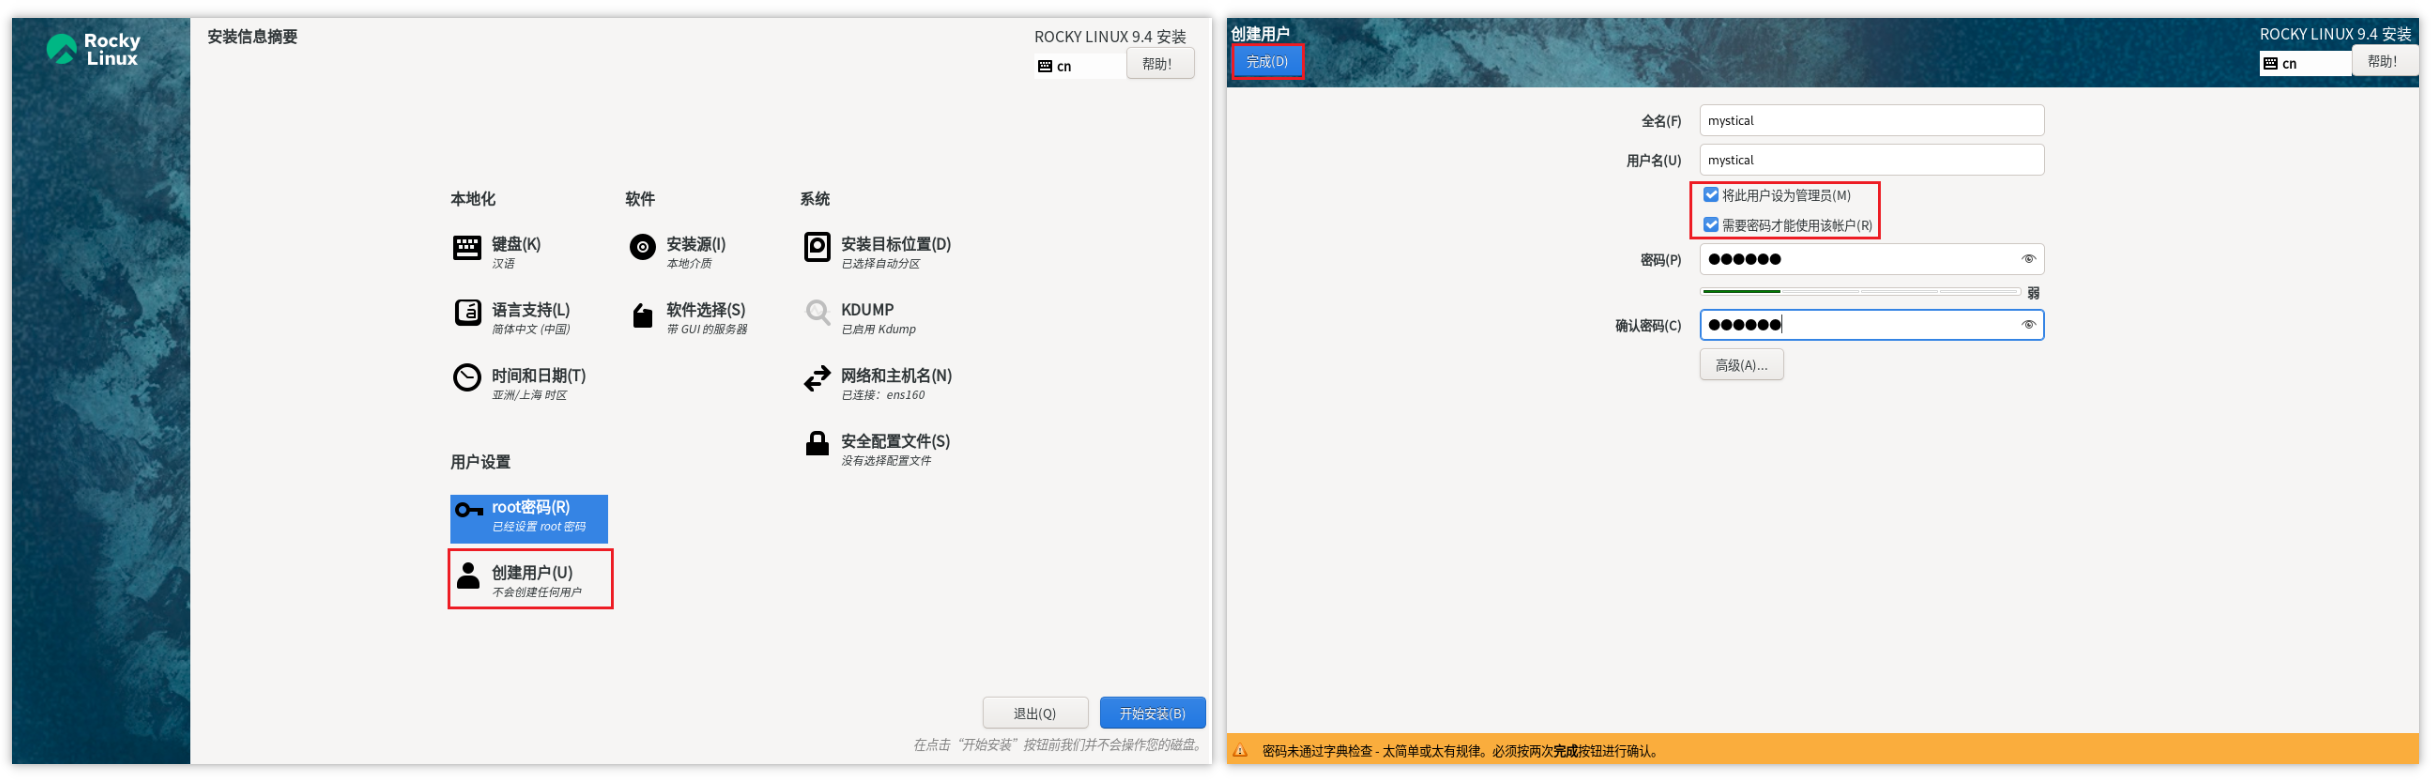 Rocky
Linux
安装信息摘要
ROCKY LINUX 9.4 安装
cn
帮助!
本地化
软件
系统
键盘(K)
汉语
安装源(I)
本地介质
安装目标位置(D)
已选择自动分区
语言支持(L)
简体中文 (中国)
软件选择(S)
带 GUI 的服务器
KDUMP
已启用 Kdump
时间和日期(T)
亚洲/上海 时区
网络和主机名(N)
已连接：ens160
安全配置文件(S)
没有选择配置文件
用户设置
root密码(R)
已经设置 root 密码
创建用户(U)
不会创建任何用户
退出(Q)
开始安装(B)
在点击“开始安装”按钮前我们并不会操作您的磁盘。
创建用户
完成(D)
ROCKY LINUX 9.4 安装
cn
帮助!
全名(F)
mystical
用户名(U)
mystical
将此用户设为管理员(M)
需要密码才能使用该帐户(R)
密码(P)
●●●●●●
弱
确认密码(C)
●●●●●●
高级(A)...
密码未通过字典检查 - 太简单或太有规律。必须按两次完成按钮进行确认。